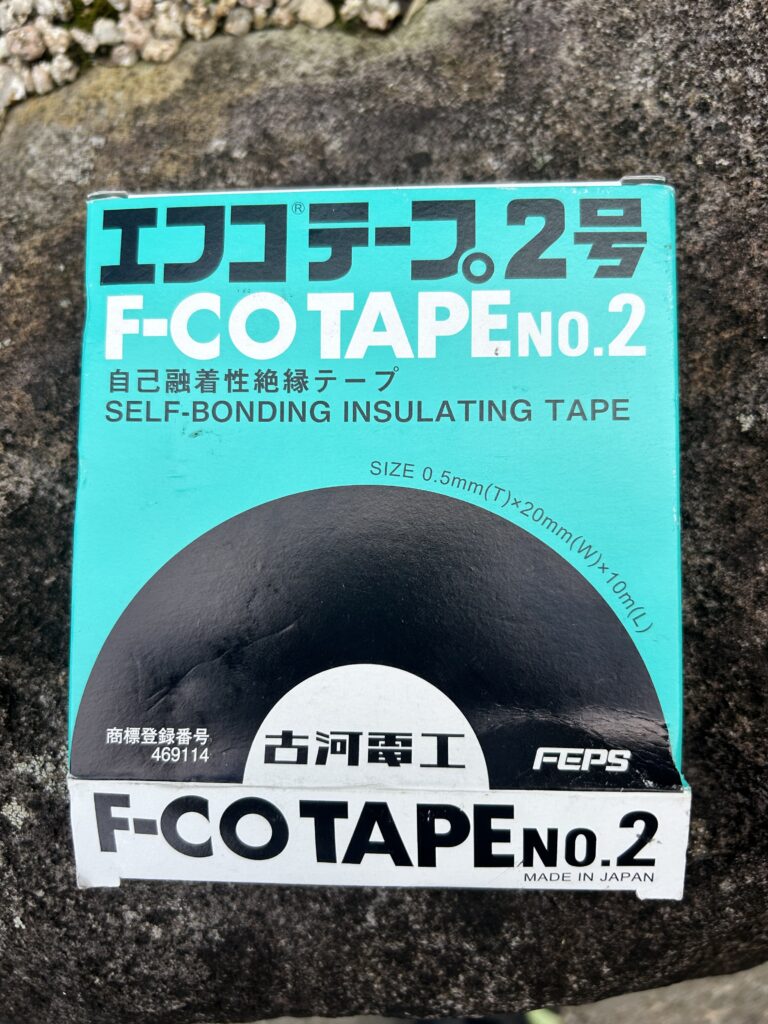 エフコ®テープ2号
F-CO TAPE NO.2
自己融着性絶縁テープ
SELF-BONDING INSULATING TAPE
SIZE 0.5mm(T)×20mm(W)×10m(L)
商標登録番号
469114
古河電工
FEPS
F-CO TAPE NO.2
MADE IN JAPAN